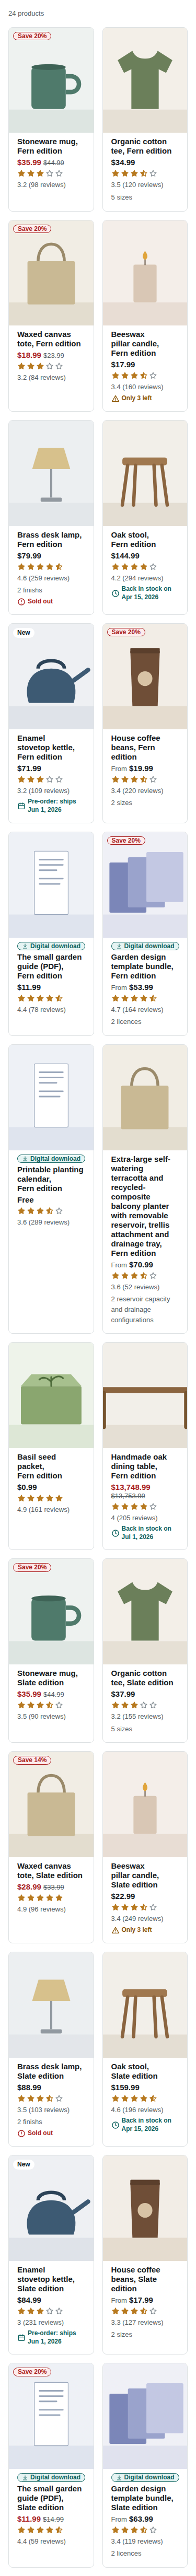 24 products
Save 20%
Stoneware mug,
Fern edition
$35.99 $44.99
3.2 (98 reviews)
Organic cotton
tee, Fern edition
$34.99
3.5 (120 reviews)
5 sizes
Save 20%
Waxed canvas
tote, Fern edition
$18.99 $23.99
3.2 (84 reviews)
Beeswax
pillar candle,
Fern edition
$17.99
3.4 (160 reviews)
Only 3 left
Brass desk lamp,
Fern edition
$79.99
4.6 (259 reviews)
2 finishes
Sold out
Oak stool,
Fern edition
$144.99
4.2 (294 reviews)
Back in stock on
Apr 15, 2026
New
Enamel
stovetop kettle,
Fern edition
$71.99
3.2 (109 reviews)
Pre-order: ships
Jun 1, 2026
Save 20%
House coffee
beans, Fern
edition
From $19.99
3.4 (220 reviews)
2 sizes
Digital download
The small garden
guide (PDF),
Fern edition
$11.99
4.4 (78 reviews)
Save 20%
Digital download
Garden design
template bundle,
Fern edition
From $53.99
4.7 (164 reviews)
2 licences
Digital download
Printable planting
calendar,
Fern edition
Free
3.6 (289 reviews)
Extra-large self-
watering
terracotta and
recycled-
composite
balcony planter
with removable
reservoir, trellis
attachment and
drainage tray,
Fern edition
From $70.99
3.6 (52 reviews)
2 reservoir capacity
and drainage
configurations
Basil seed
packet,
Fern edition
$0.99
4.9 (161 reviews)
Handmade oak
dining table,
Fern edition
$13,748.99
$13,753.99
4 (205 reviews)
Back in stock on
Jul 1, 2026
Save 20%
Stoneware mug,
Slate edition
$35.99 $44.99
3.5 (90 reviews)
Organic cotton
tee, Slate edition
$37.99
3.2 (155 reviews)
5 sizes
Save 14%
Waxed canvas
tote, Slate edition
$28.99 $33.99
4.9 (96 reviews)
Beeswax
pillar candle,
Slate edition
$22.99
3.4 (249 reviews)
Only 3 left
Brass desk lamp,
Slate edition
$88.99
3.5 (103 reviews)
2 finishes
Sold out
Oak stool,
Slate edition
$159.99
4.6 (196 reviews)
Back in stock on
Apr 15, 2026
New
Enamel
stovetop kettle,
Slate edition
$84.99
3 (231 reviews)
Pre-order: ships
Jun 1, 2026
House coffee
beans, Slate
edition
From $17.99
3.3 (127 reviews)
2 sizes
Save 20%
Digital download
The small garden
guide (PDF),
Slate edition
$11.99 $14.99
4.4 (59 reviews)
Digital download
Garden design
template bundle,
Slate edition
From $63.99
3.4 (119 reviews)
2 licences